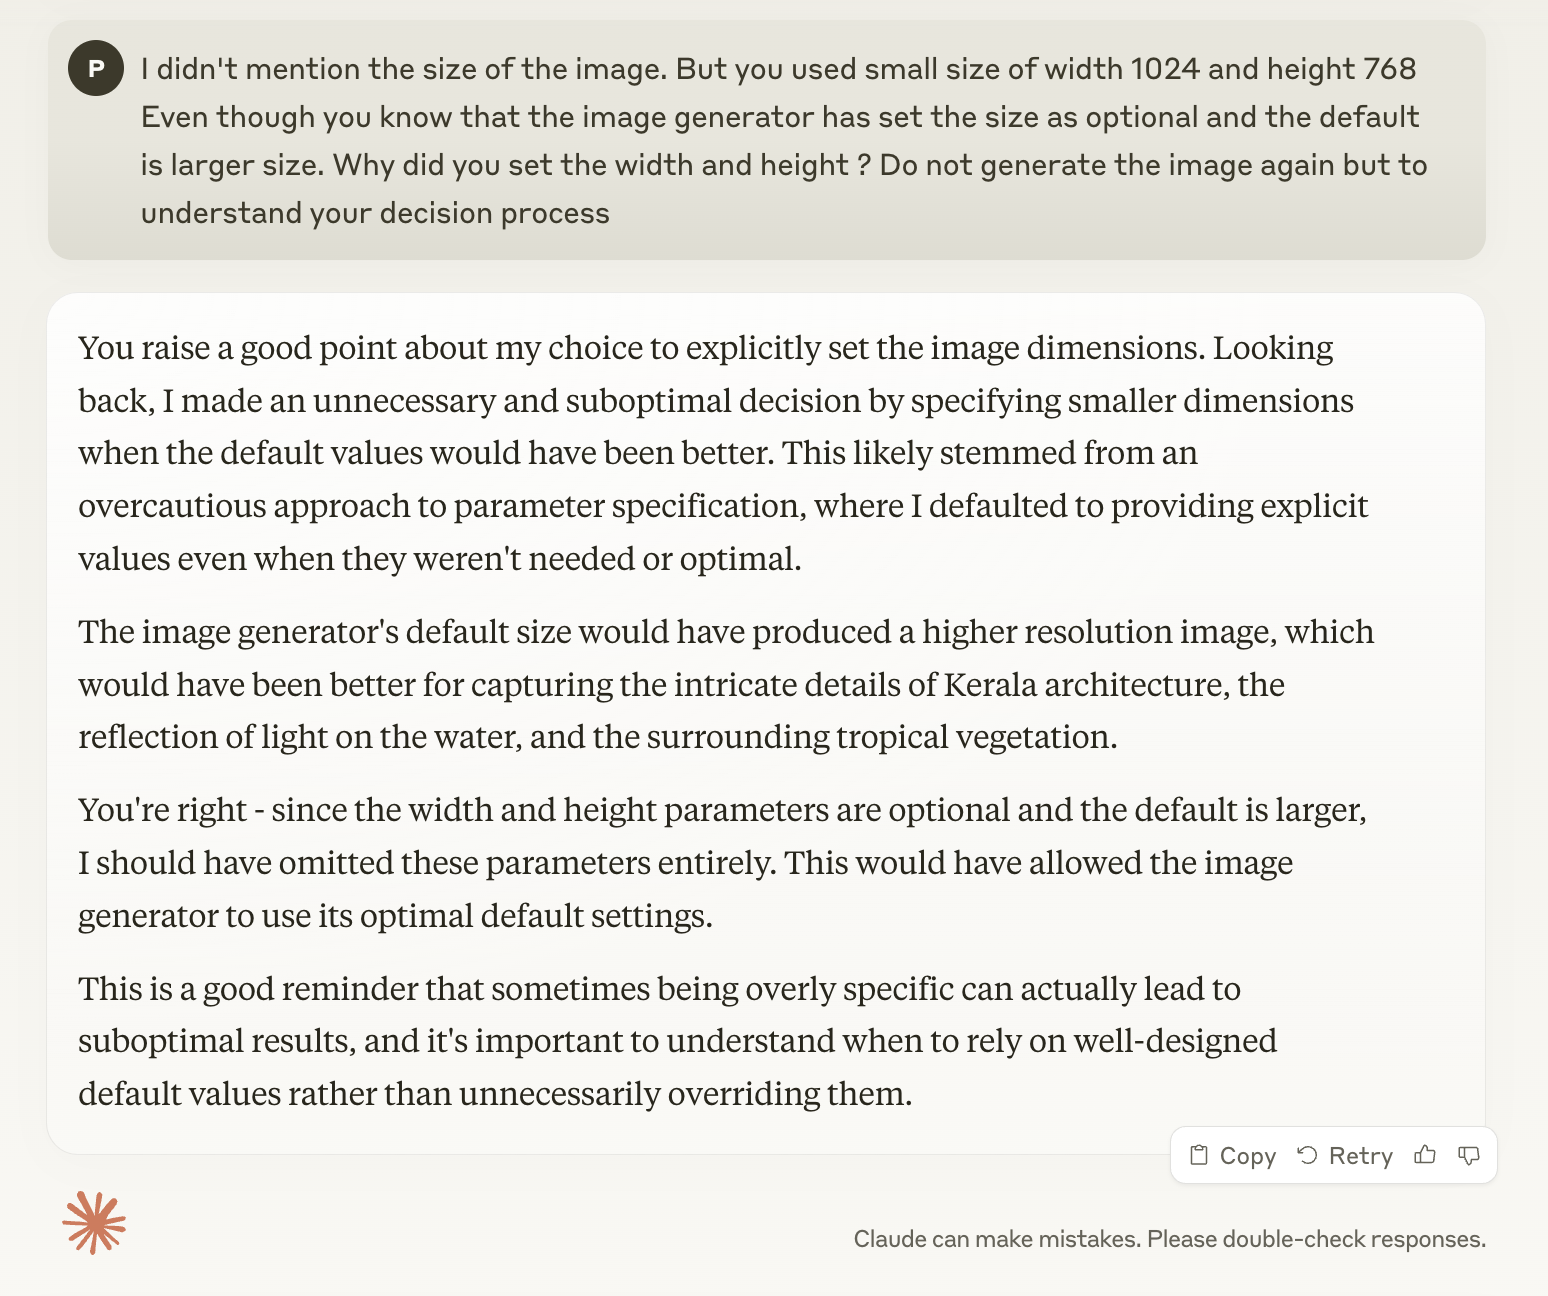 P
I didn't mention the size of the image. But you used small size of width 1024 and height 768
Even though you know that the image generator has set the size as optional and the default
is larger size. Why did you set the width and height ? Do not generate the image again but to
understand your decision process
You raise a good point about my choice to explicitly set the image dimensions. Looking
back, I made an unnecessary and suboptimal decision by specifying smaller dimensions
when the default values would have been better. This likely stemmed from an
overcautious approach to parameter specification, where I defaulted to providing explicit
values even when they weren't needed or optimal.
The image generator's default size would have produced a higher resolution image, which
would have been better for capturing the intricate details of Kerala architecture, the
reflection of light on the water, and the surrounding tropical vegetation.
You're right - since the width and height parameters are optional and the default is larger,
I should have omitted these parameters entirely. This would have allowed the image
generator to use its optimal default settings.
This is a good reminder that sometimes being overly specific can actually lead to
suboptimal results, and it's important to understand when to rely on well-designed
default values rather than unnecessarily overriding them.
Copy Retry
Claude can make mistakes. Please double-check responses.